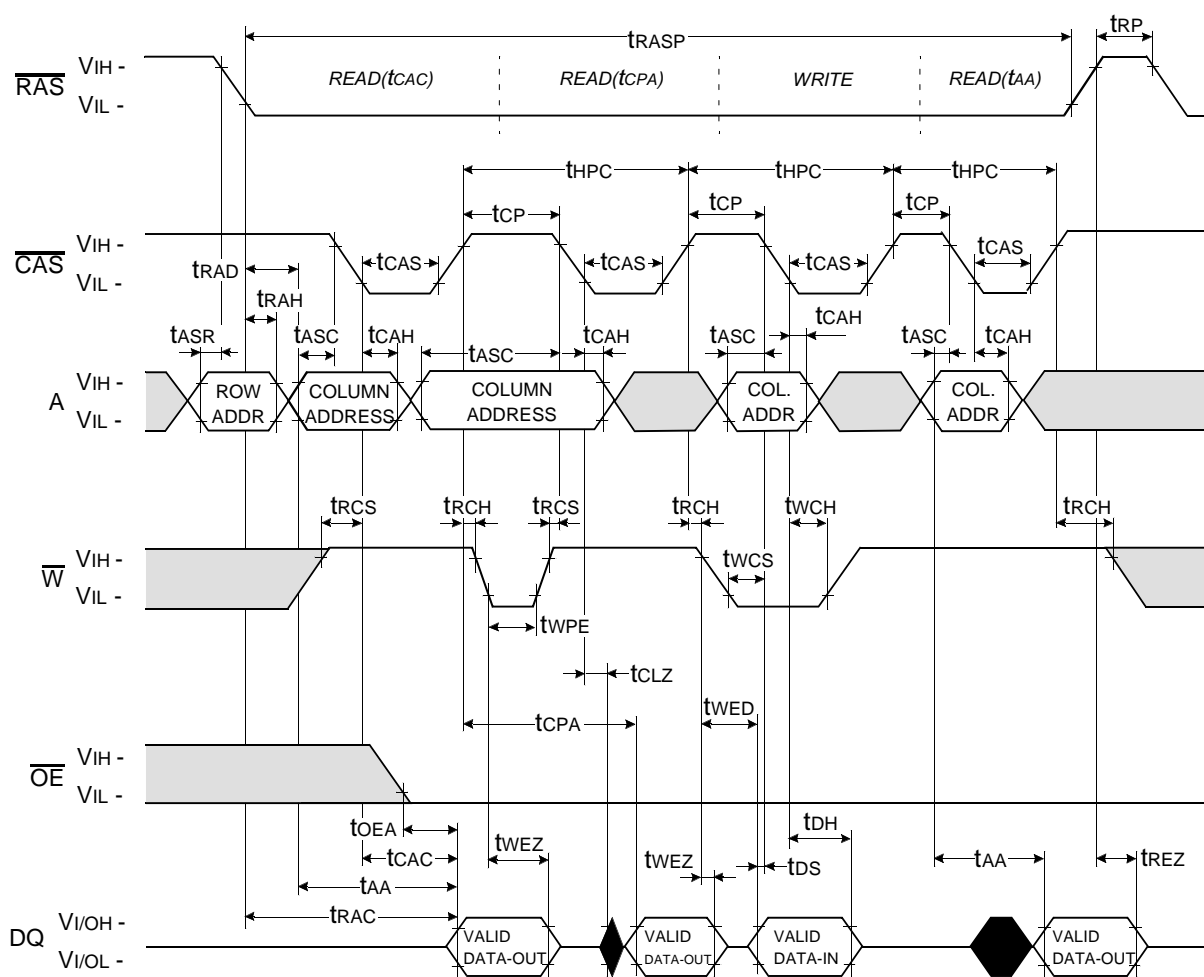 tRASP
tRP
RAS
VIH -
VIL -
READ(tCAC)
READ(tCPA)
WRITE
READ(tAA)
tHPC
tHPC
tHPC
tCP
tCP
tCP
CAS
VIH -
VIL -
tCAS
tCAS
tCAS
tCAS
tRAD
tRAH
tASR
tASC
tCAH
tASC
tCAH
tASC
tCAH
tASC
tCAH
A
VIH -
VIL -
ROW
ADDR
COLUMN
ADDRESS
COLUMN
ADDRESS
COL.
ADDR
COL.
ADDR
tRCS
tRCH
tRCS
tRCH
tWCH
tRCH
W
VIH -
VIL -
tWCS
tWPE
tCLZ
tCPA
tWED
OE
VIH -
VIL -
tOEA
tCAC
tAA
tRAC
tWEZ
tWEZ
tDH
tDS
tAA
tREZ
DQ
VI/OH -
VI/OL -
VALID
DATA-OUT
VALID
DATA-OUT
VALID
DATA-IN
VALID
DATA-OUT